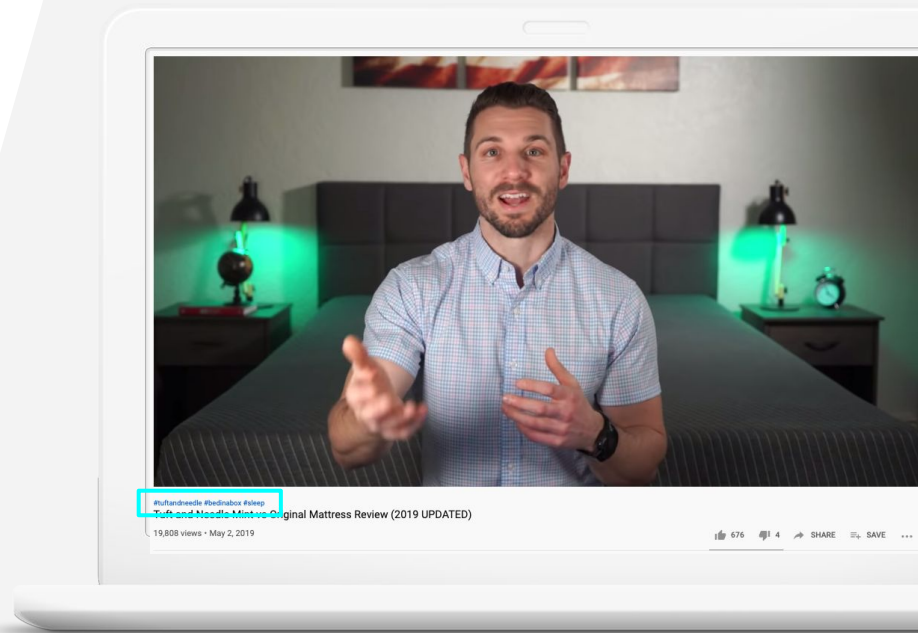 #tuftandneedle #bedinabox #sleep
Tuft and Needle Mint vs Original Mattress Review (2019 UPDATED)
19,808 views • May 2, 2019
676 4 SHARE SAVE